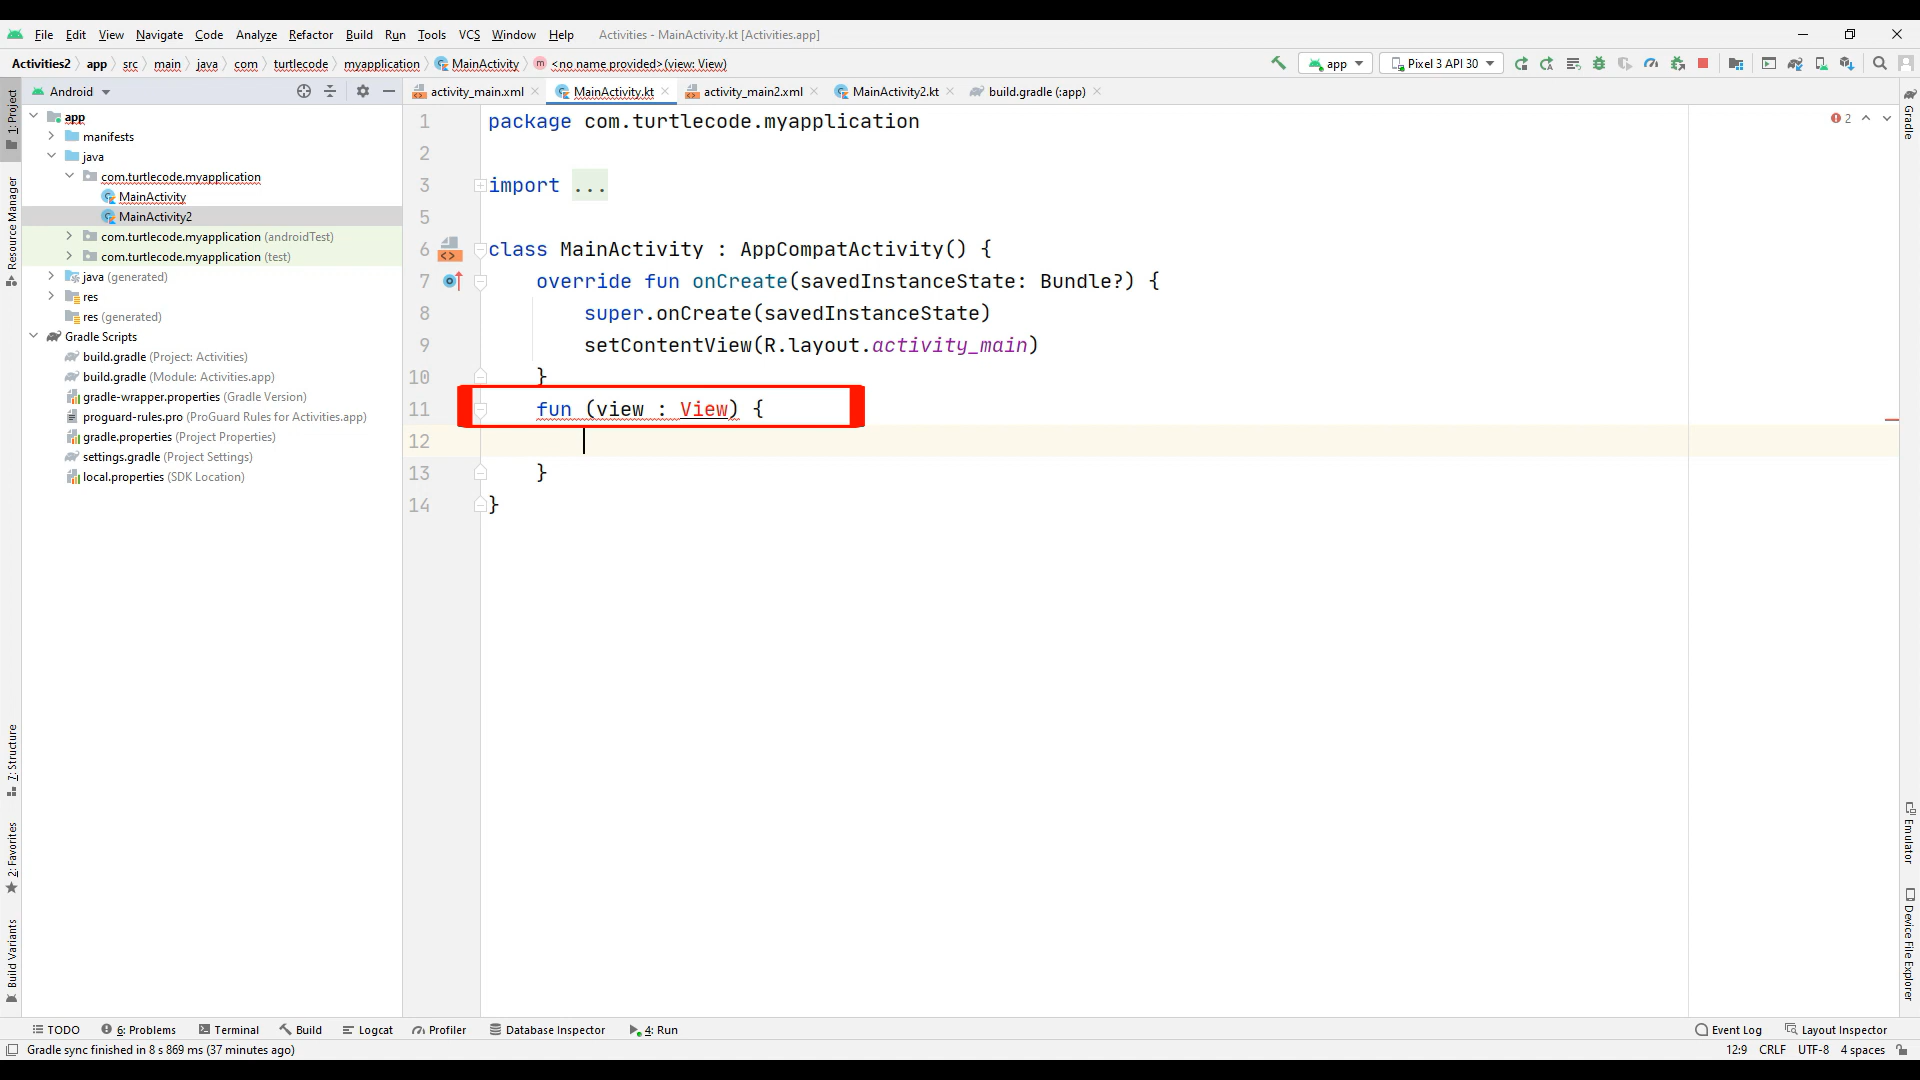 File Edit View Navigate Code Analyze Refactor Build Run Tools VCS Window Help Activities - MainActivity.kt [Activities.app]
Activities2 app src main java com turtlecode myapplication MainActivity <no name provided>(view: View) app Pixel 3 API 30
Android activity_main.xml MainActivity.kt activity_main2.xml MainActivity2.kt build.gradle (:app)
1: Project
Resource Manager
7: Structure
2: Favorites
Build Variants
app
manifests
java
com.turtlecode.myapplication
MainActivity
MainActivity2
com.turtlecode.myapplication (androidTest)
com.turtlecode.myapplication (test)
java (generated)
res
res (generated)
Gradle Scripts
build.gradle (Project: Activities)
build.gradle (Module: Activities.app)
gradle-wrapper.properties (Gradle Version)
proguard-rules.pro (ProGuard Rules for Activities.app)
gradle.properties (Project Properties)
settings.gradle (Project Settings)
local.properties (SDK Location)
1 package com.turtlecode.myapplication
2
3 import ...
5
6 class MainActivity : AppCompatActivity() {
7 override fun onCreate(savedInstanceState: Bundle?) {
8 super.onCreate(savedInstanceState)
9 setContentView(R.layout.activity_main)
10 }
11 fun (view : View) {
12
13 }
14 }
2
Gradle
Emulator
Device File Explorer
TODO 6: Problems Terminal Build Logcat Profiler Database Inspector 4: Run Event Log Layout Inspector
Gradle sync finished in 8 s 869 ms (37 minutes ago) 12:9 CRLF UTF-8 4 spaces